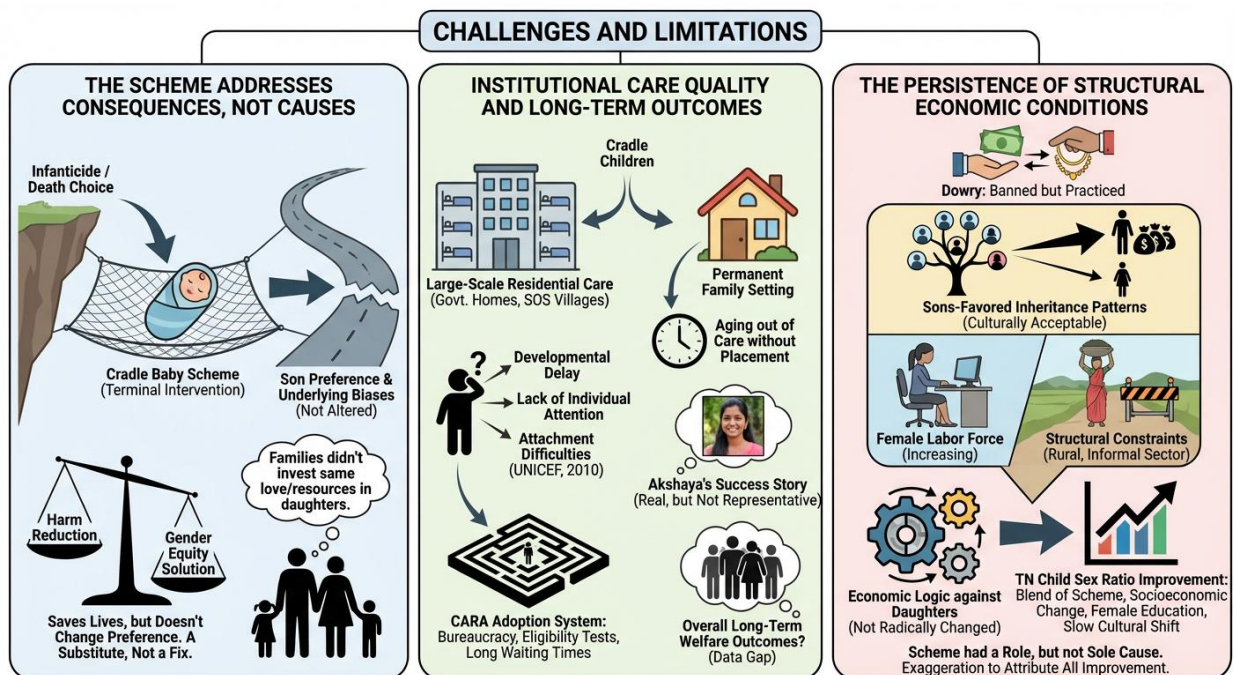 CHALLENGES AND LIMITATIONS
THE SCHEME ADDRESSES
CONSEQUENCES, NOT CAUSES
Infanticide /
Death Choice
Cradle Baby Scheme
(Terminal Intervention)
Son Preference &
Underlying Biases
(Not Altered)
Harm
Reduction
Gender
Equity
Solution
Saves Lives, but Doesn't
Change Preference. A
Substitute, Not a Fix.
Families didn't
invest same
love/resources in
daughters.
INSTITUTIONAL CARE QUALITY
AND LONG-TERM OUTCOMES
Cradle
Children
Large-Scale Residential Care
(Govt. Homes, SOS Villages)
Permanent
Family Setting
Aging out of
Care without
Placement
?
Developmental
Delay
Lack of Individual
Attention
Attachment
Difficulties
(UNICEF, 2010)
Akshaya's Success Story
(Real, but Not Representative)
CARA Adoption System:
Bureaucracy, Eligibility Tests,
Long Waiting Times
Overall Long-Term
Welfare Outcomes?
(Data Gap)
THE PERSISTENCE OF STRUCTURAL
ECONOMIC CONDITIONS
Dowry: Banned but Practiced
$ $
Sons-Favored Inheritance Patterns
(Culturally Acceptable)
Female Labor Force
(Increasing)
Structural Constraints
(Rural, Informal Sector)
Economic Logic against
Daughters
(Not Radically Changed)
TN Child Sex Ratio Improvement:
Blend of Scheme, Socioeconomic
Change, Female Education,
Slow Cultural Shift
Scheme had a Role, but not Sole Cause.
Exaggeration to Attribute All Improvement.